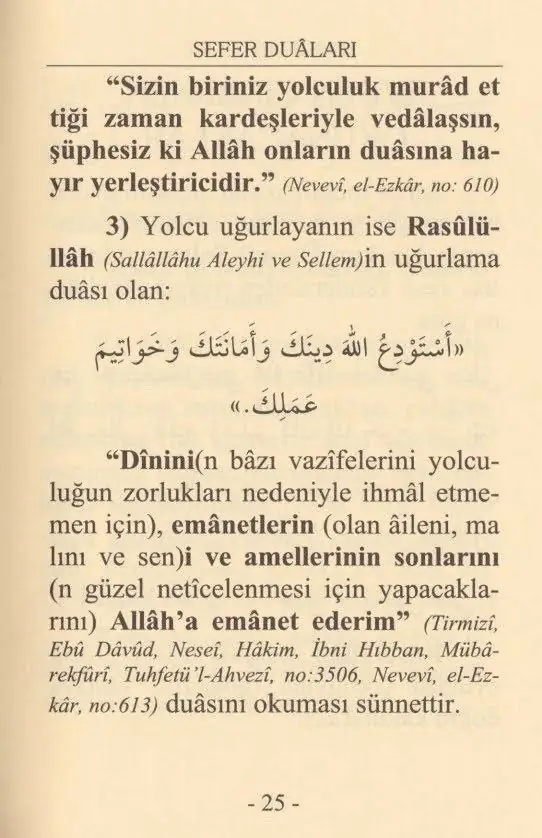 SEFER DUÂLARI
“Sizin biriniz yolculuk murâd et
tiği zaman kardeşleriyle vedâlaşsın,
şüphesiz ki Allâh onların duâsına ha-
yır yerleştiricidir.” (Nevevî, el-Ezkâr, no: 610)
3) Yolcu uğurlayanın ise Rasûlü-
llâh (Sallâllâhu Aleyhi ve Sellem)in uğurlama
duâsı olan:
«أَسْتَوْدِعُ اللهَ دِينَكَ وَأَمَانَتَكَ وَخَوَاتِيمَ
عَمَلِكَ.»
“Dînini(n bâzı vazîfelerini yolcu-
luğun zorlukları nedeniyle ihmâl etme-
men için), emânetlerin (olan âileni, ma
lını ve sen)i ve amellerinin sonlarını
(n güzel netîcelenmesi için yapacakla-
rını) Allâh’a emânet ederim” (Tirmizî,
Ebû Dâvûd, Neseî, Hâkim, İbni Hıbban, Mübâ-
rekfûrî, Tuhfetü’l-Ahvezî, no:3506, Nevevî, el-Ez-
kâr, no:613) duâsını okuması sünnettir.
- 25 -